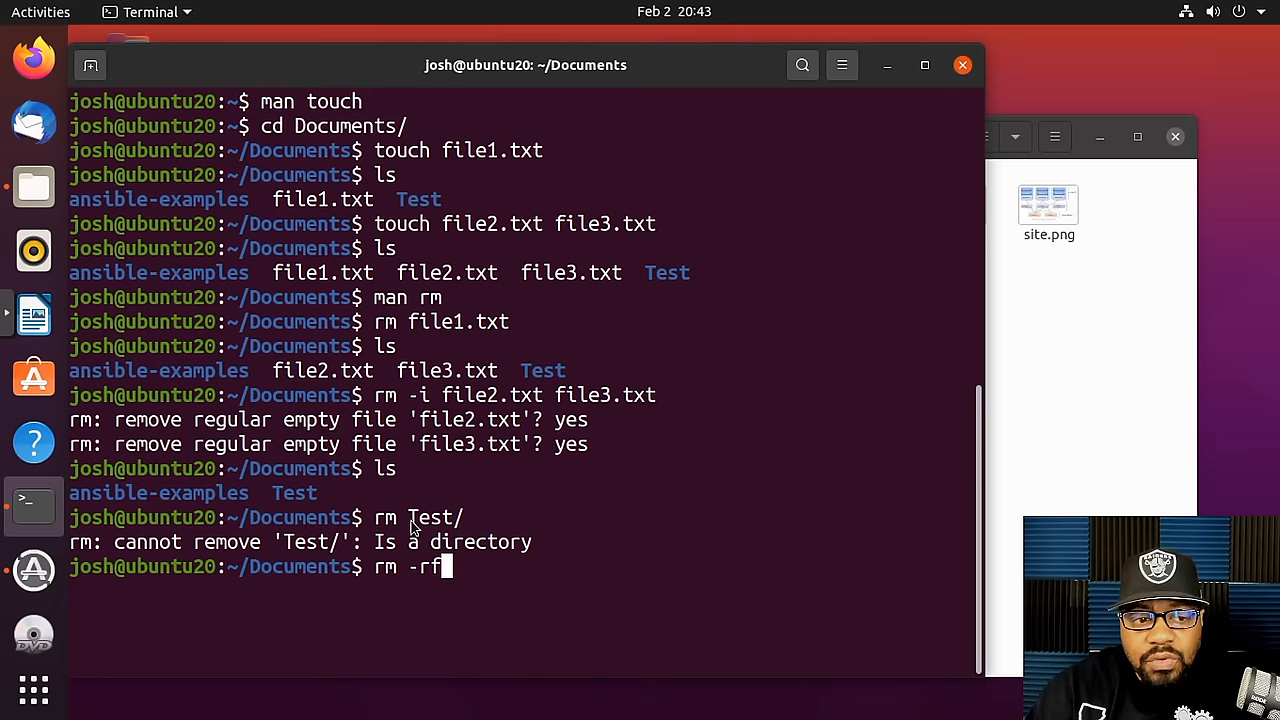 Activities
Terminal
Feb 2 20:43
josh@ubuntu20: ~/Documents
josh@ubuntu20:~$ man touch
josh@ubuntu20:~$ cd Documents/
josh@ubuntu20:~/Documents$ touch file1.txt
josh@ubuntu20:~/Documents$ ls
ansible-examples file1.txt Test
josh@ubuntu20:~/Documents$ touch file2.txt file3.txt
josh@ubuntu20:~/Documents$ ls
ansible-examples file1.txt file2.txt file3.txt Test
josh@ubuntu20:~/Documents$ man rm
josh@ubuntu20:~/Documents$ rm file1.txt
josh@ubuntu20:~/Documents$ ls
ansible-examples file2.txt file3.txt Test
josh@ubuntu20:~/Documents$ rm -i file2.txt file3.txt
rm: remove regular empty file 'file2.txt'? yes
rm: remove regular empty file 'file3.txt'? yes
josh@ubuntu20:~/Documents$ ls
ansible-examples Test
josh@ubuntu20:~/Documents$ rm Test/
rm: cannot remove 'Test/': Is a directory
josh@ubuntu20:~/Documents$ rm -rf
site.png
RAIDERS
RØDE
DVD